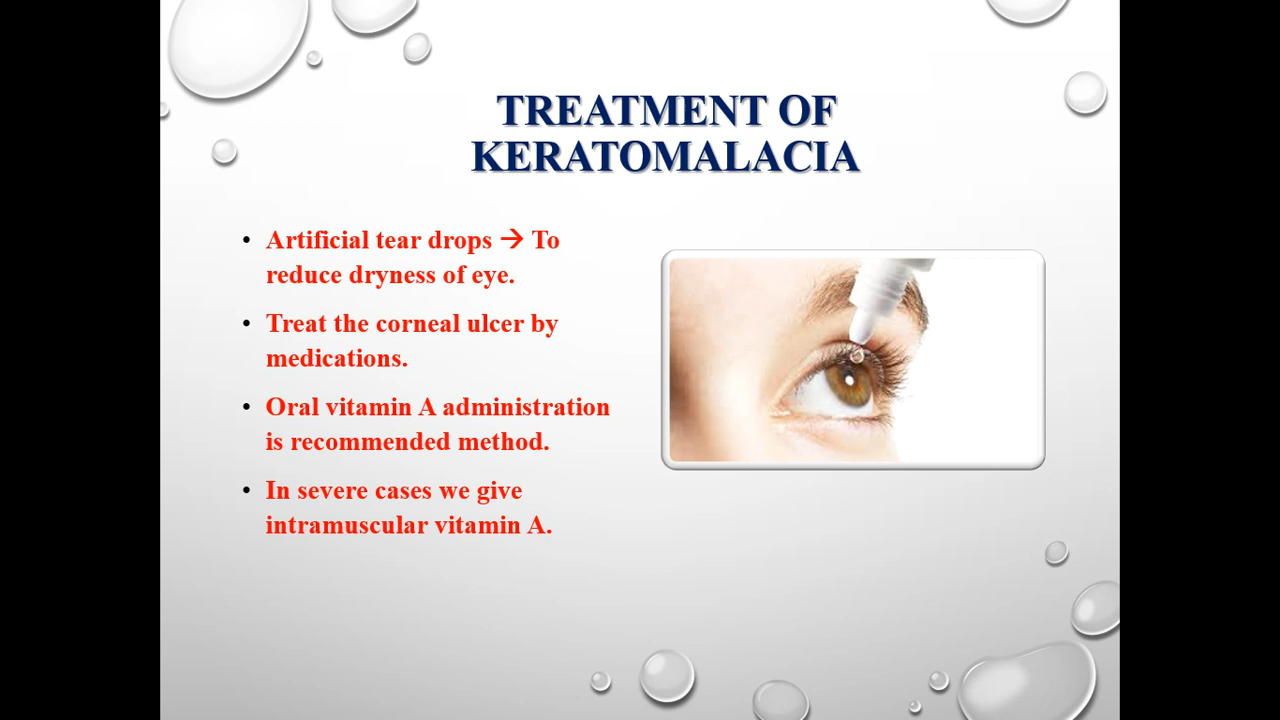 TREATMENT OF
KERATOMALACIA
• Artificial tear drops → To
reduce dryness of eye.
• Treat the corneal ulcer by
medications.
• Oral vitamin A administration
is recommended method.
• In severe cases we give
intramuscular vitamin A.